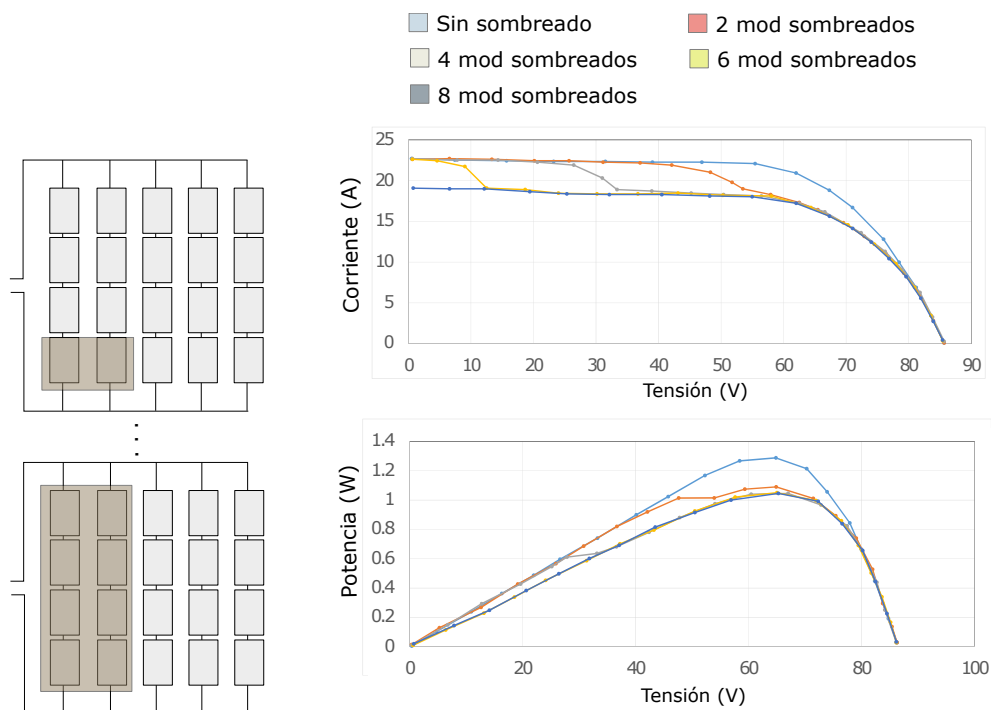 Sin sombreado
2 mod sombreados
4 mod sombreados
6 mod sombreados
8 mod sombreados
25
20
15
10
5
0
Corriente (A)
0 10 20 30 40 50 60 70 80 90
Tensión (V)
1.4
1.2
1
0.8
0.6
0.4
0.2
0
Potencia (W)
0 20 40 60 80 100
Tensión (V)